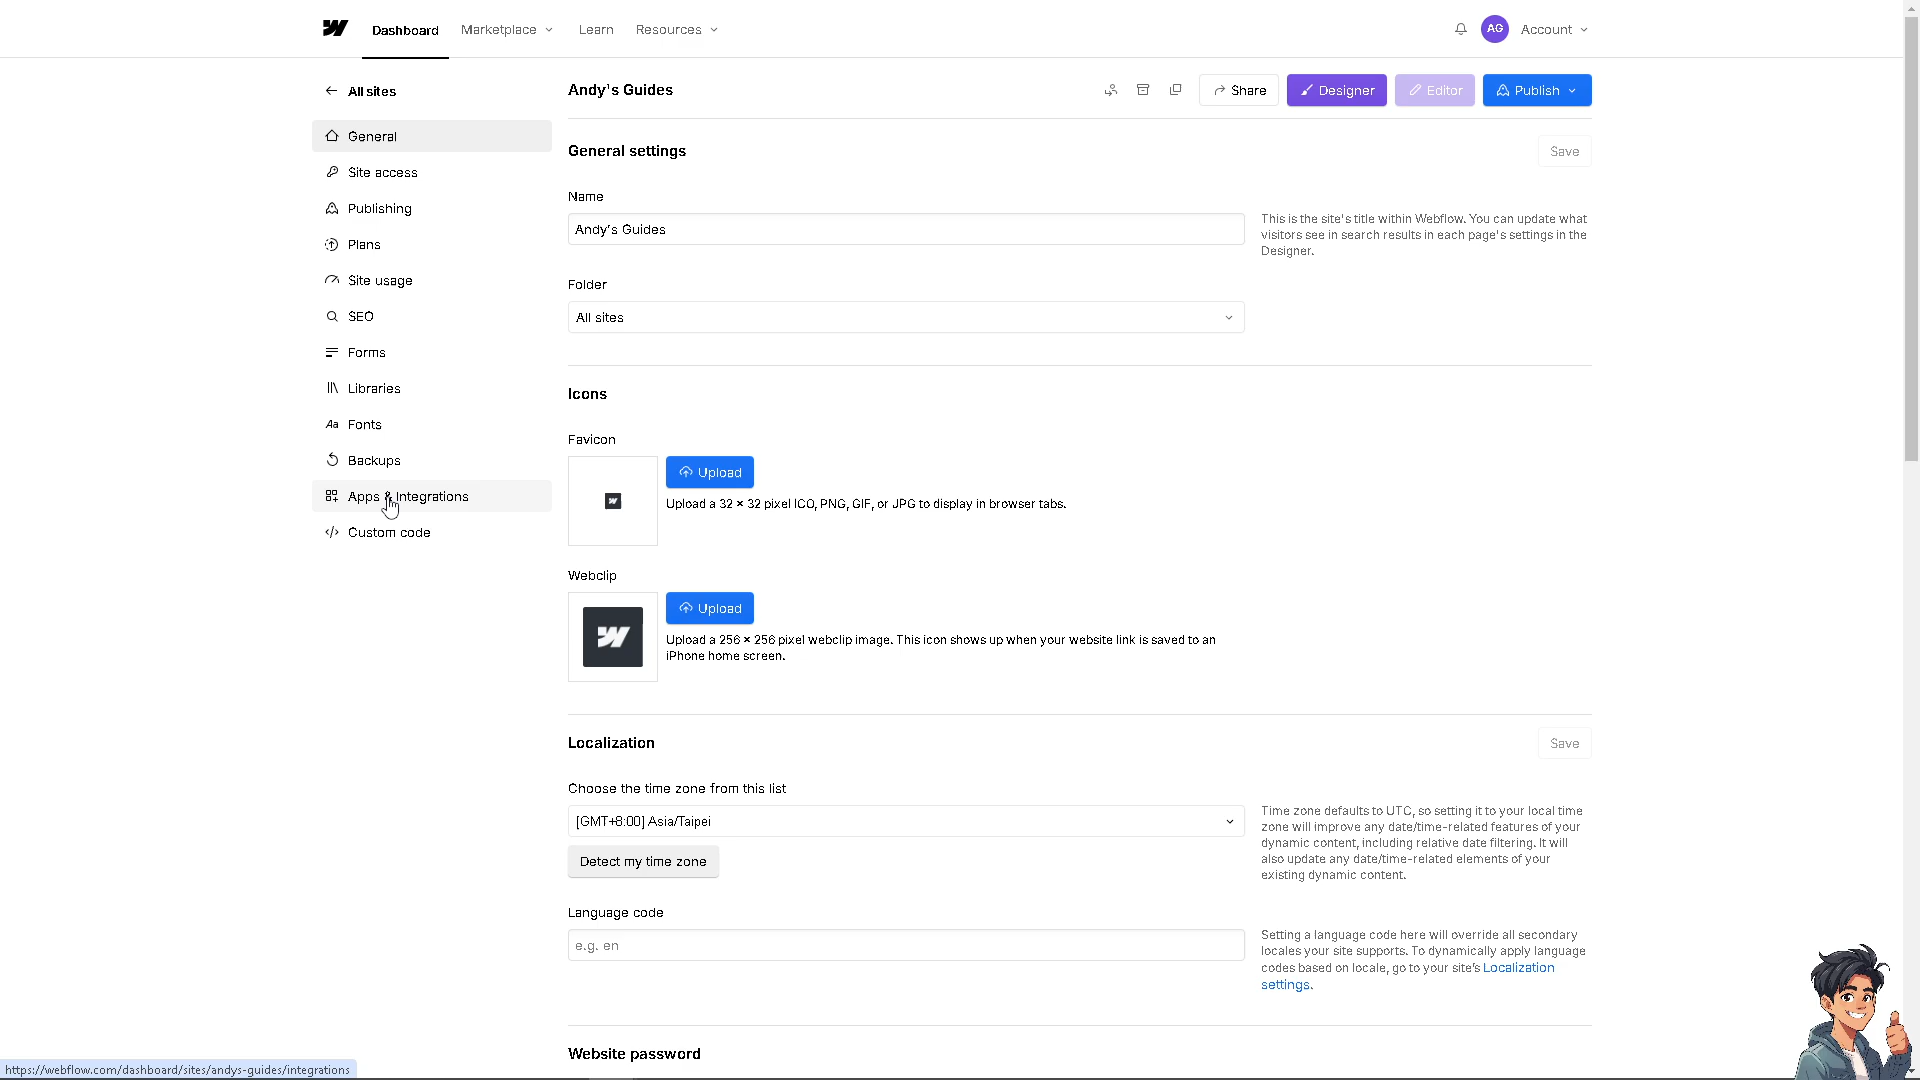 Dashboard
Marketplace
Learn
Resources
AG
Account
All sites
General
Site access
Publishing
Plans
Site usage
SEO
Forms
Libraries
Aa Fonts
Backups
Apps & Integrations
Custom code
Andy's Guides
Share
Designer
Editor
Publish
General settings
Save
Name
Andy's Guides
This is the site's title within Webflow. You can update what
visitors see in search results in each page's settings in the
Designer.
Folder
All sites
Icons
Favicon
Upload
Upload a 32 × 32 pixel ICO, PNG, GIF, or JPG to display in browser tabs.
Webclip
Upload
Upload a 256 × 256 pixel webclip image. This icon shows up when your website link is saved to an
iPhone home screen.
Localization
Save
Choose the time zone from this list
[GMT+8:00] Asia/Taipei
Time zone defaults to UTC, so setting it to your local time
zone will improve any date/time-related features of your
dynamic content, including relative date filtering. It will
also update any date/time-related elements of your
existing dynamic content.
Detect my time zone
Language code
e.g. en
Setting a language code here will override all secondary
locales your site supports. To dynamically apply language
codes based on locale, go to your site's Localization
settings.
Website password
https://webflow.com/dashboard/sites/andys-guides/integrations